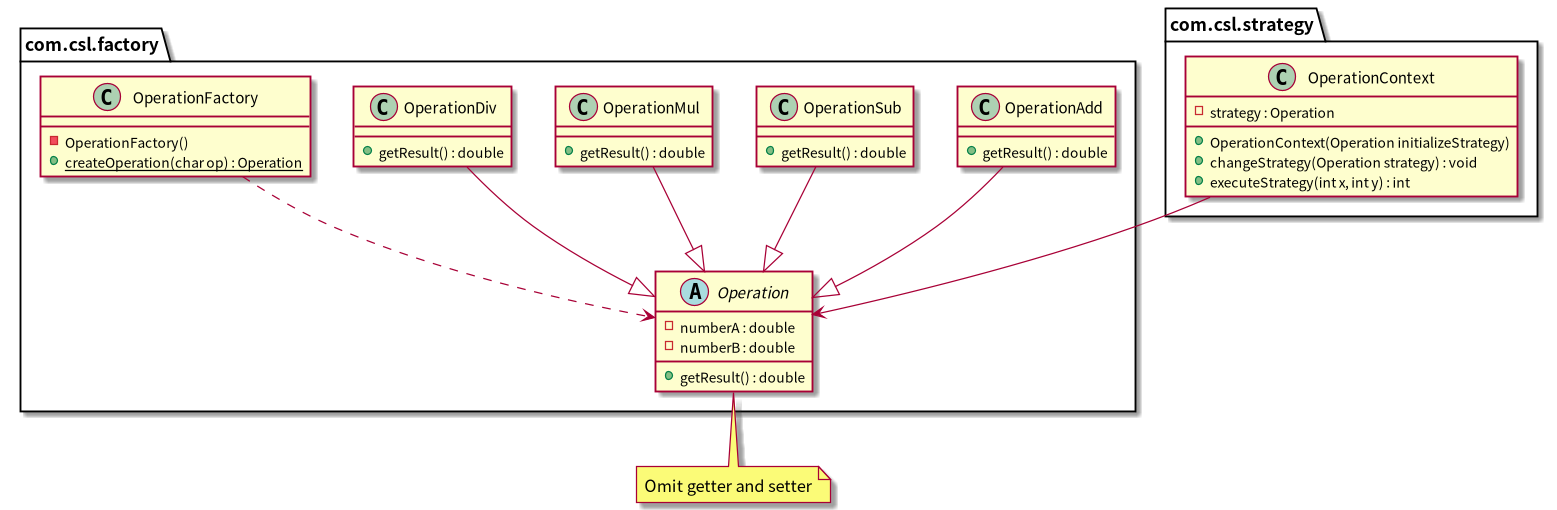 com.csl.strategy
com.csl.factory
C OperationFactory
OperationFactory()
createOperation(char op) : Operation
C OperationDiv
getResult() : double
C OperationMul
getResult() : double
C OperationSub
getResult() : double
C OperationAdd
getResult() : double
C OperationContext
strategy : Operation
OperationContext(Operation initializeStrategy)
changeStrategy(Operation strategy) : void
executeStrategy(int x, int y) : int
A Operation
numberA : double
numberB : double
getResult() : double
Omit getter and setter